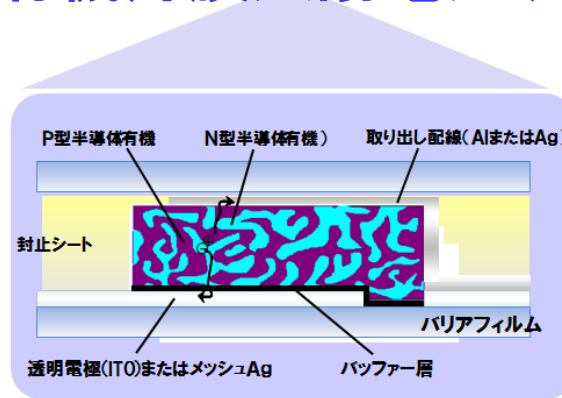 P型半導体有機
N型半導体有機）
取り出し配線（AlまたはAg）
封止シート
バリアフィルム
透明電極(ITO)またはメッシュAg
バッファー層